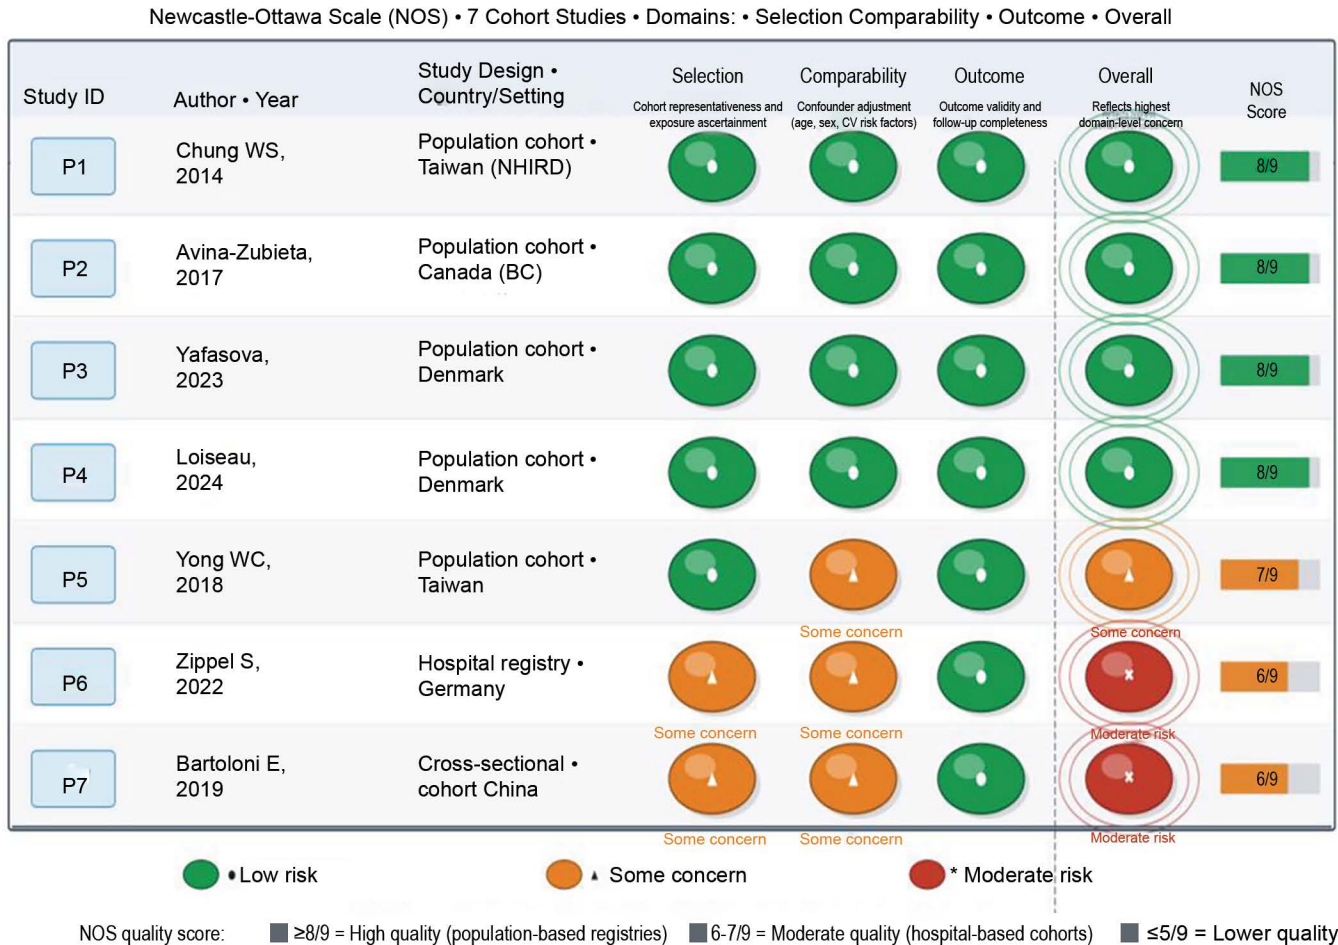 Newcastle-Ottawa Scale (NOS) • 7 Cohort Studies • Domains: • Selection Comparability • Outcome • Overall
Study ID
Author • Year
Study Design •
Country/Setting
Selection
Cohort representativeness and
exposure ascertainment
Comparability
Confounder adjustment
(age, sex, CV risk factors)
Outcome
Outcome validity and
follow-up completeness
Overall
Reflects highest
domain-level concern
NOS
Score
P1
Chung WS,
2014
Population cohort •
Taiwan (NHIRD)
8/9
P2
Avina-Zubieta,
2017
Population cohort •
Canada (BC)
8/9
P3
Yafasova,
2023
Population cohort •
Denmark
8/9
P4
Loiseau,
2024
Population cohort •
Denmark
8/9
P5
Yong WC,
2018
Population cohort •
Taiwan
Some concern
Some concern
7/9
P6
Zippel S,
2022
Hospital registry •
Germany
Some concern
Some concern
Moderate risk
6/9
P7
Bartoloni E,
2019
Cross-sectional •
cohort China
Some concern
Some concern
Moderate risk
6/9
• Low risk
▲ Some concern
* Moderate risk
NOS quality score: ■ ≥8/9 = High quality (population-based registries) ■ 6-7/9 = Moderate quality (hospital-based cohorts) ■ ≤5/9 = Lower quality